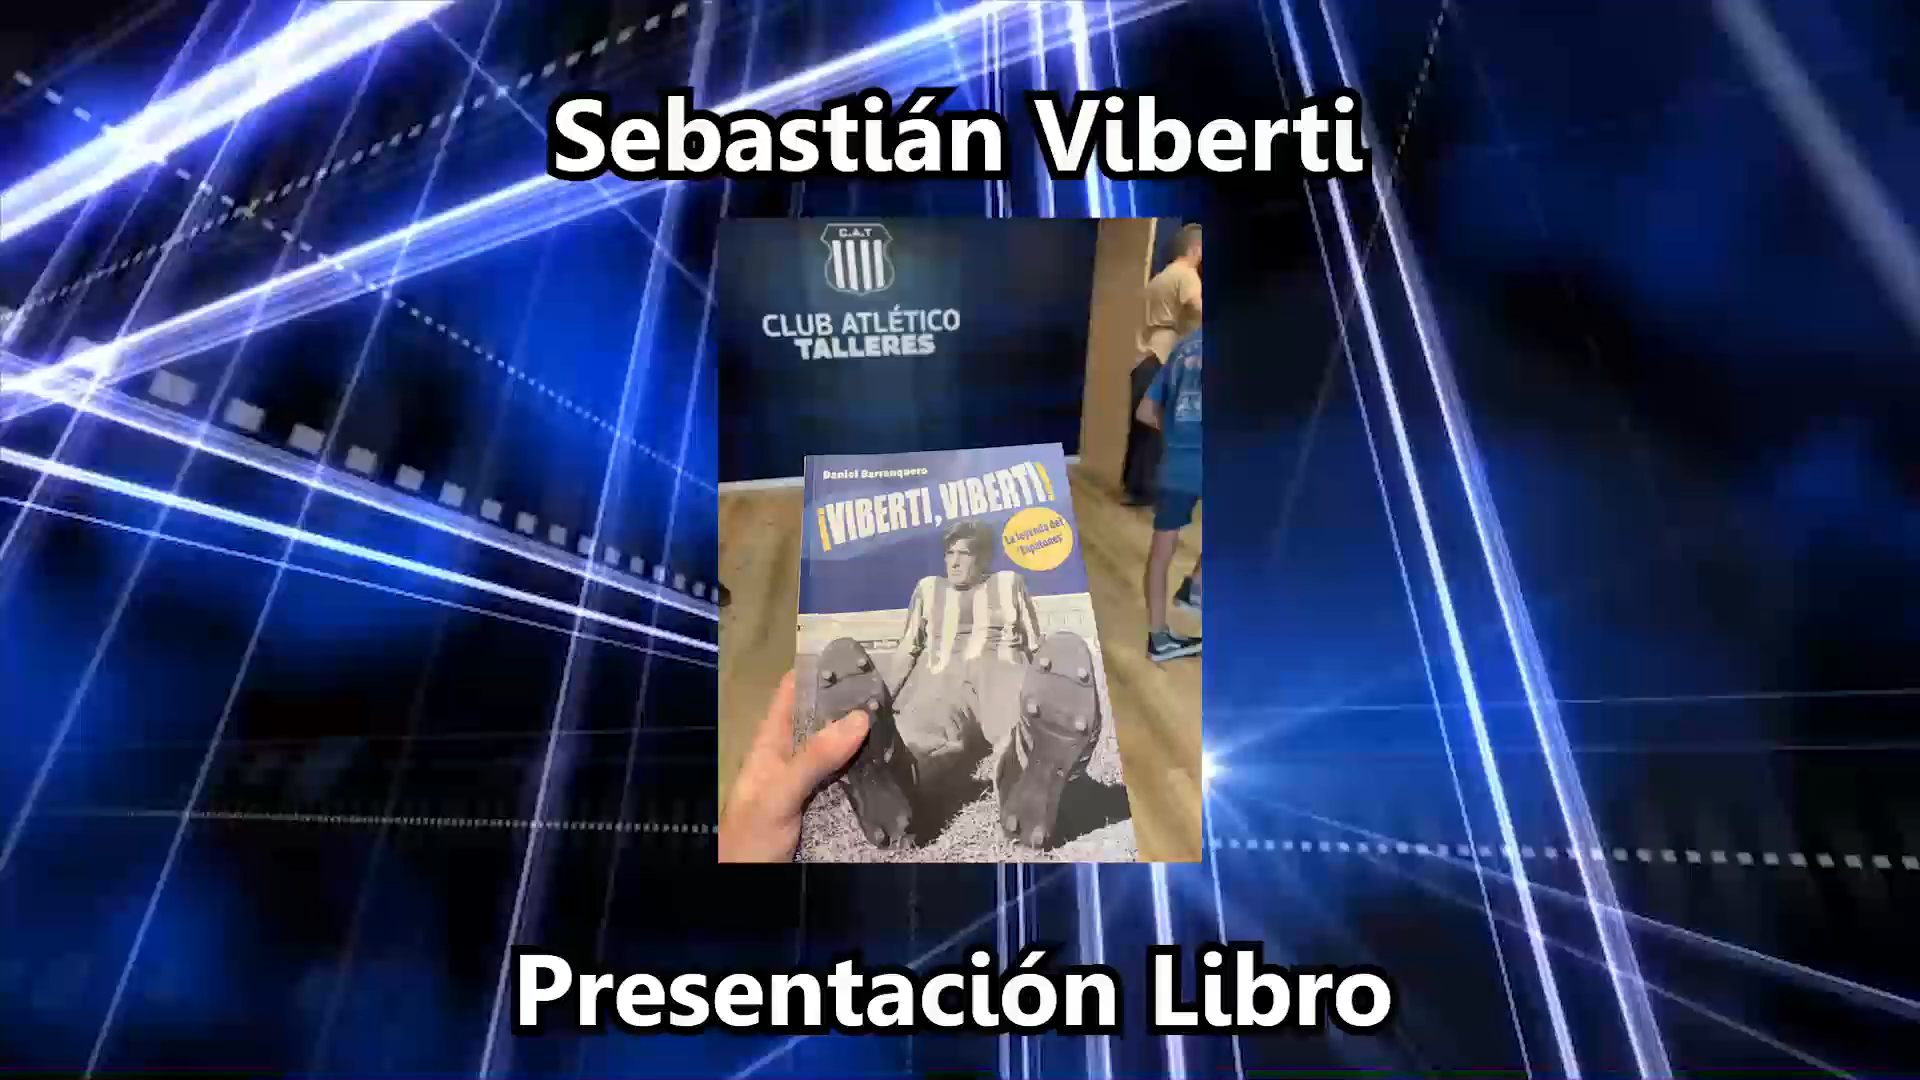 Sebastián Viberti
C.A.T
CLUB ATLÉTICO
TALLERES
Daniel Barranquero
¡VIBERTI, VIBERTI!
La leyenda del
Presentación Libro